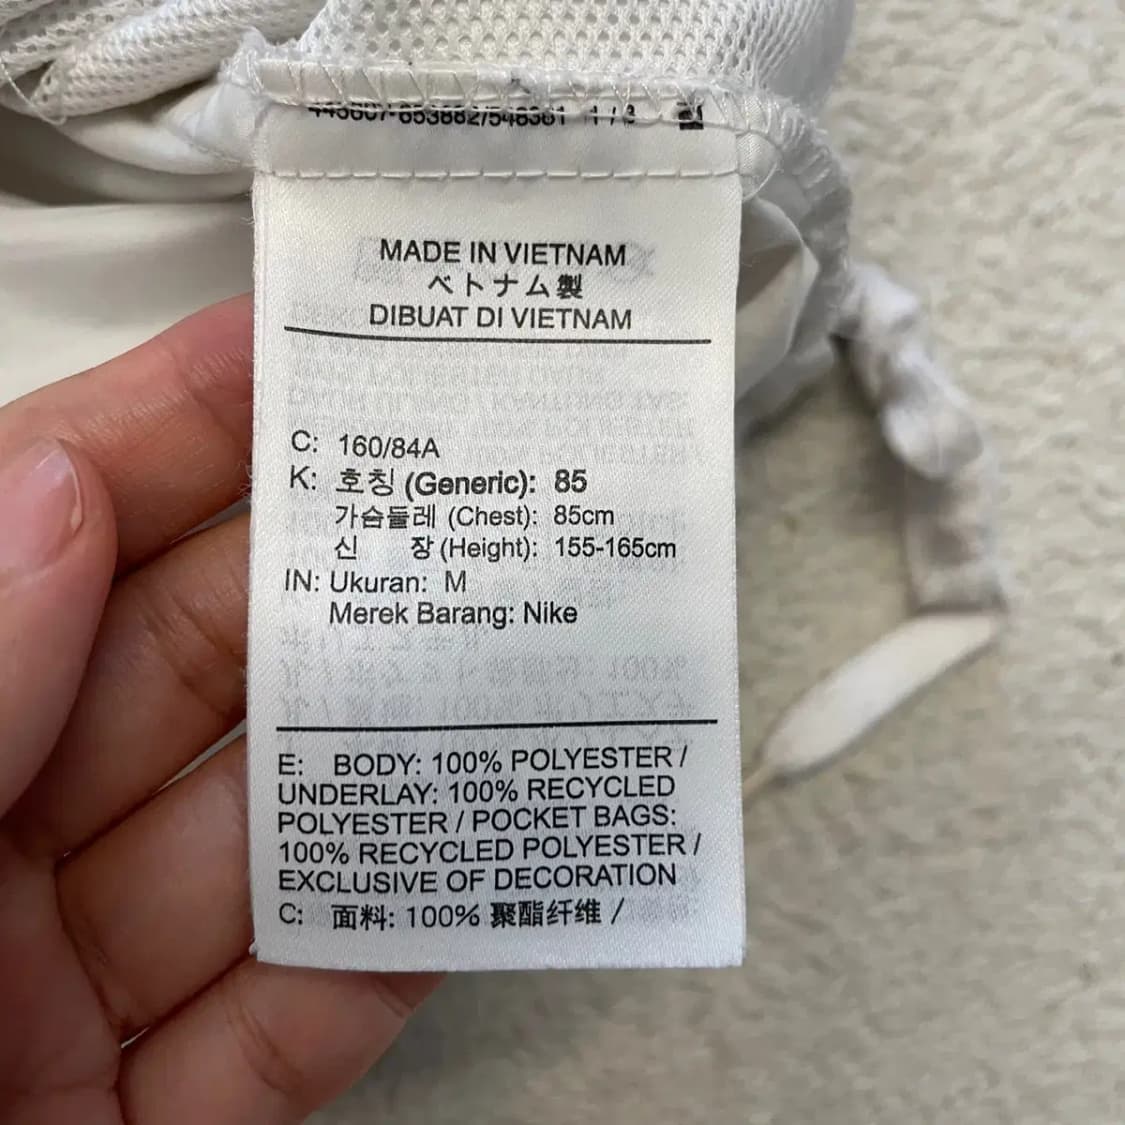 MADE IN VIETNAM
ベトナム製
DIBUAT DI VIETNAM
C: 160/84A
K: 호칭 (Generic): 85
가슴둘레 (Chest): 85cm
신 장 (Height): 155-165cm
IN: Ukuran: M
Merek Barang: Nike
E: BODY: 100% POLYESTER /
UNDERLAY: 100% RECYCLED
POLYESTER / POCKET BAGS:
100% RECYCLED POLYESTER /
EXCLUSIVE OF DECORATION
C: 面料: 100% 聚酯纤维 /